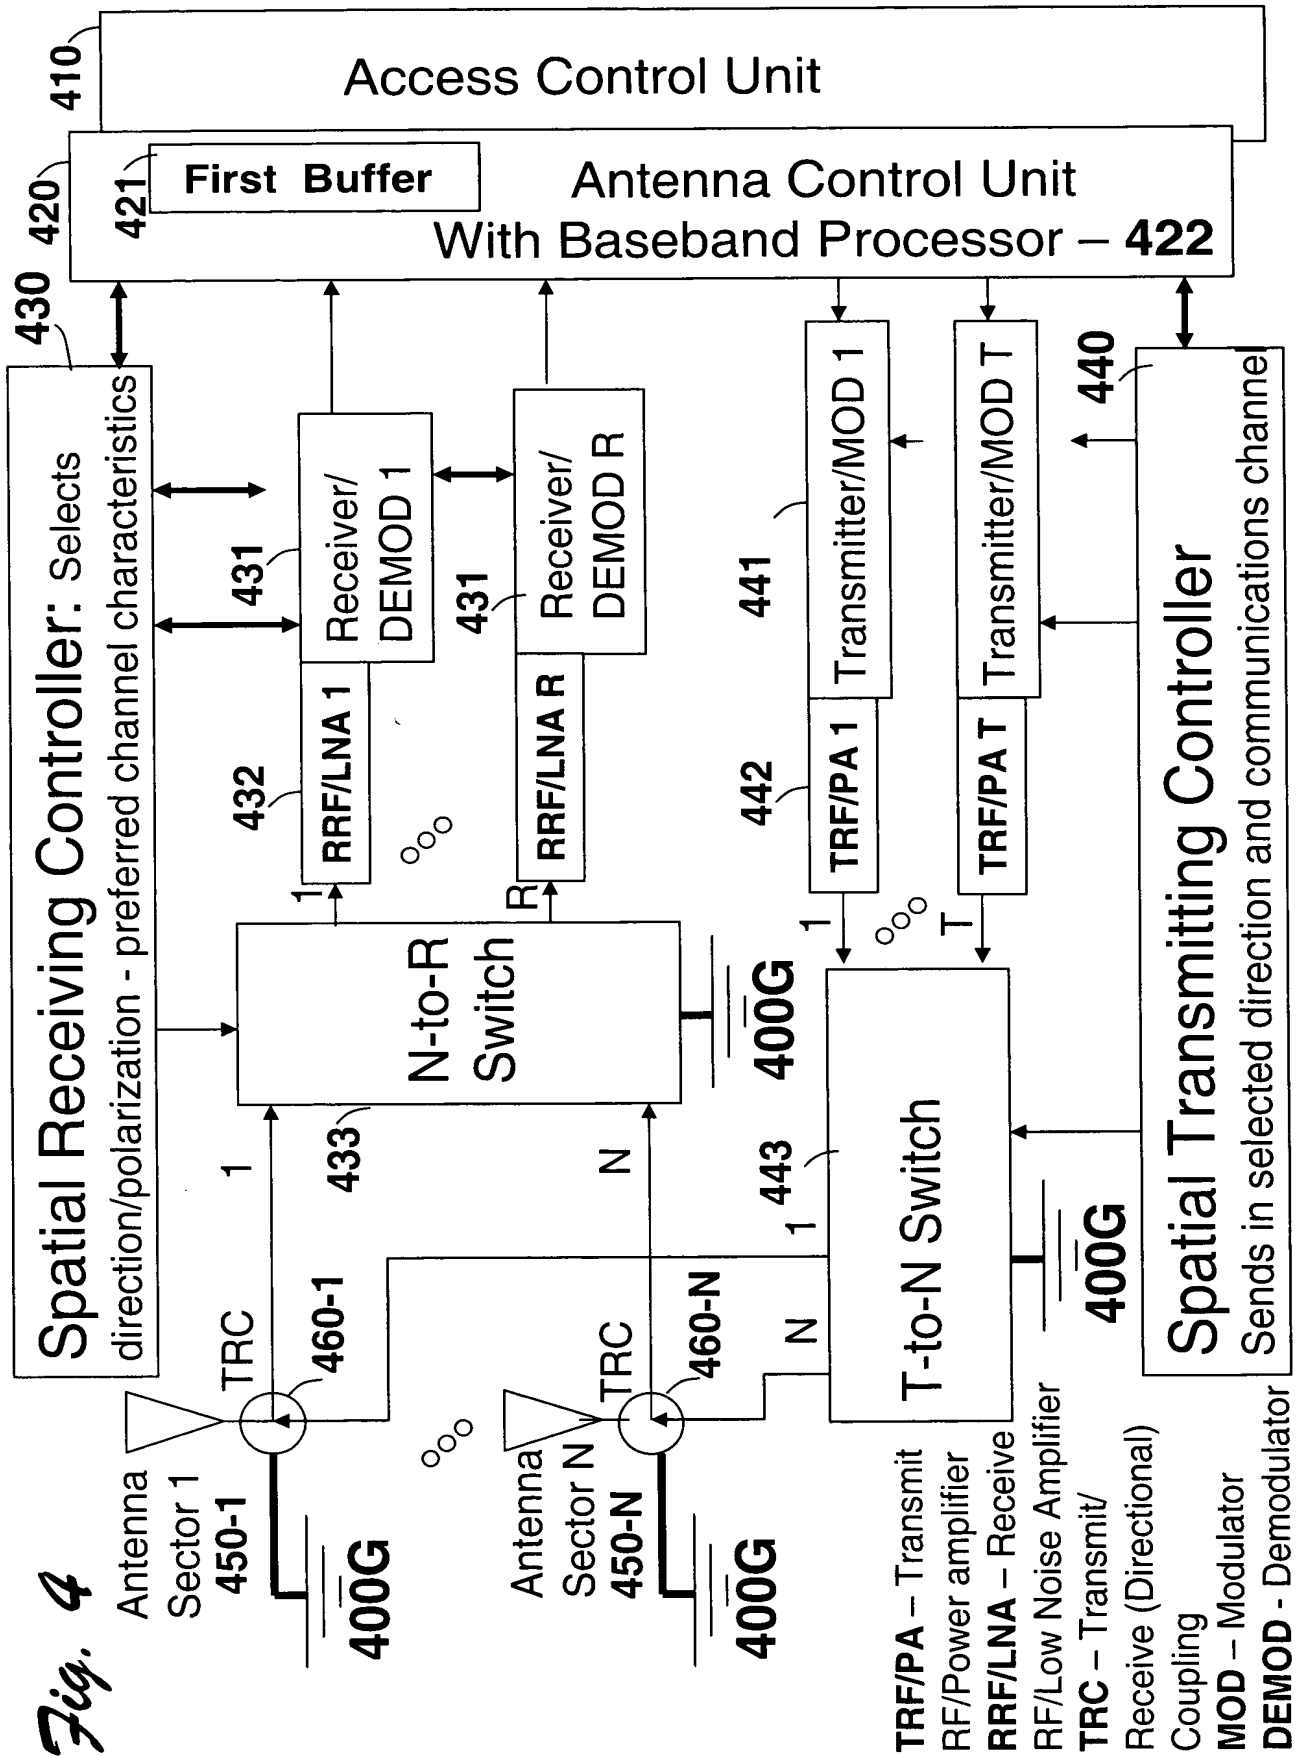 Fig. 4
410
Access Control Unit
420
421
First Buffer
Antenna Control Unit
With Baseband Processor – 422
430
Spatial Receiving Controller: Selects
direction/polarization - preferred channel characteristics
431
Receiver/
DEMOD 1
432
RRF/LNA 1
1
431
Receiver/
DEMOD R
RRF/LNA R
R
N-to-R
Switch
433
400G
1
N
Antenna
Sector 1
450-1
TRC
460-1
400G
Antenna
Sector N
450-N
TRC
460-N
400G
441
Transmitter/MOD 1
442
TRF/PA 1
1
Transmitter/MOD T
TRF/PA T
T
443
T-to-N Switch
1
N
400G
440
Spatial Transmitting Controller
Sends in selected direction and communications channel
TRF/PA – Transmit
RF/Power amplifier
RRF/LNA – Receive
RF/Low Noise Amplifier
TRC – Transmit/
Receive (Directional)
Coupling
MOD – Modulator
DEMOD - Demodulator